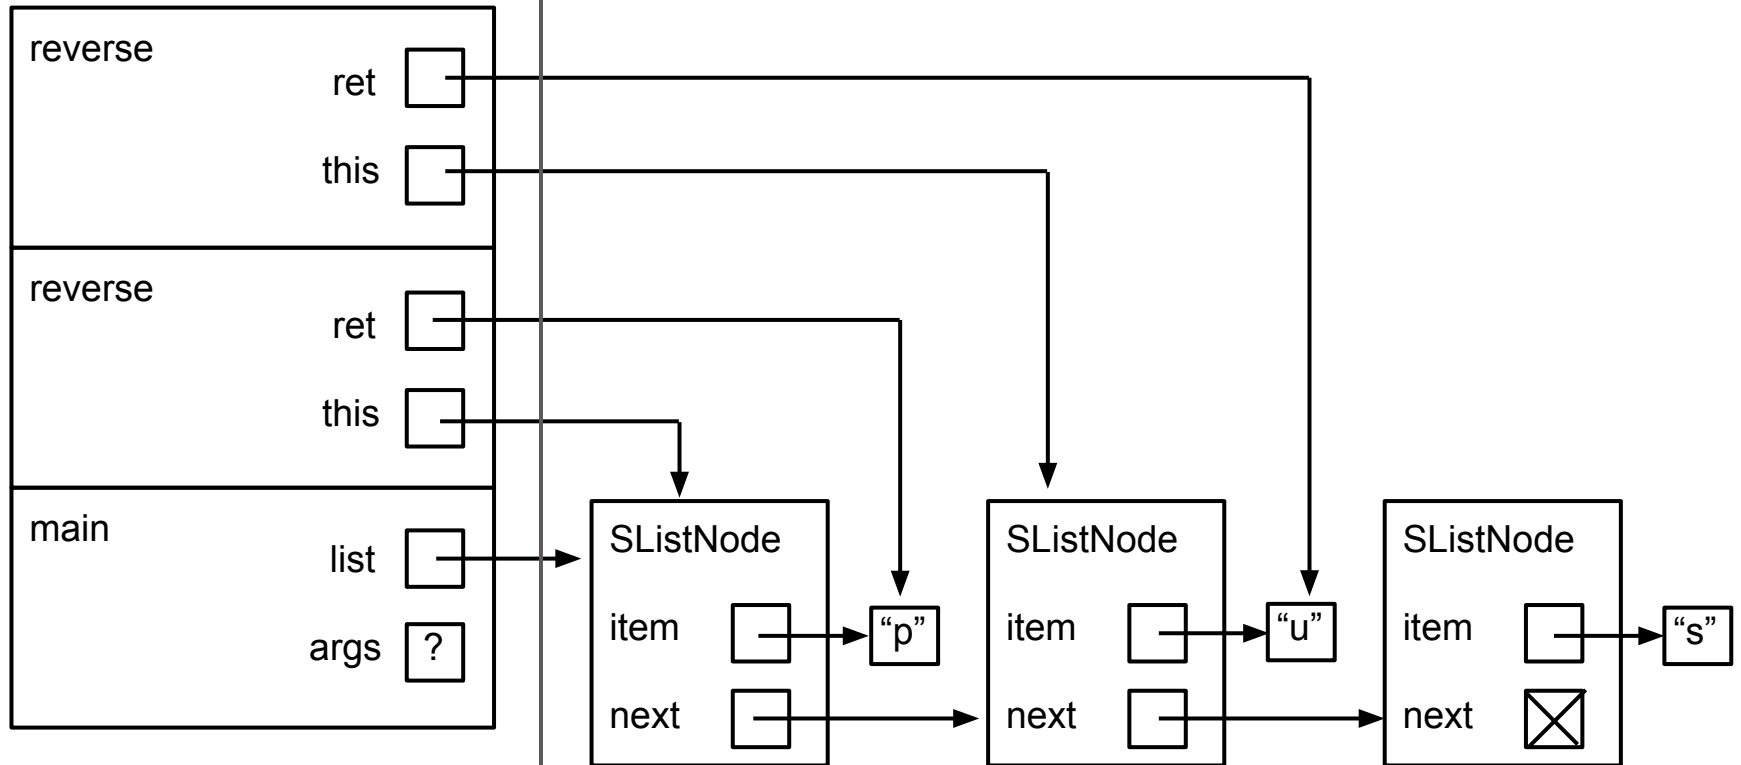 reverse
ret
this
reverse
ret
this
main
list
args ?
SListNode
item
“p”
next
SListNode
item
“u”
next
SListNode
item
“s”
next